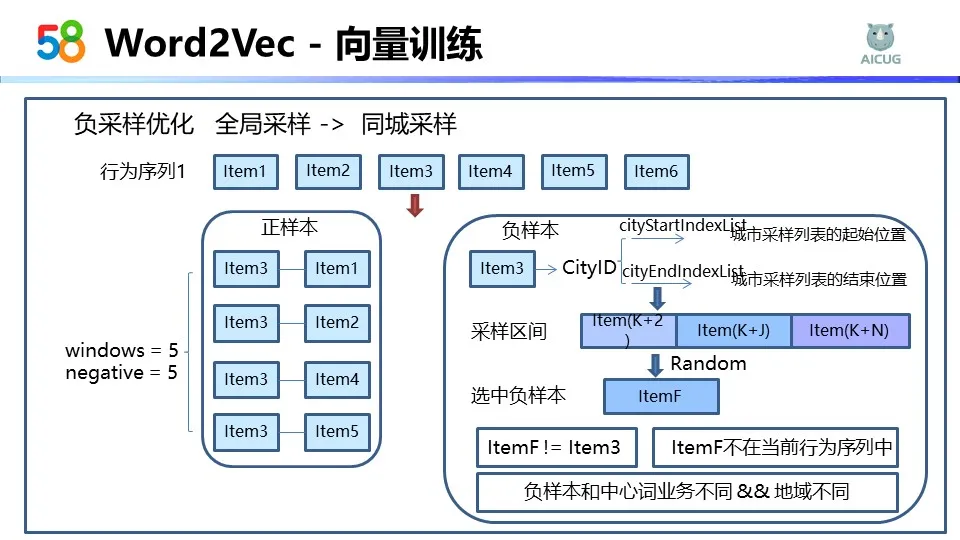 58 Word2Vec - 向量训练
AICUG
负采样优化 全局采样 -> 同城采样
行为序列1 Item1 Item2 Item3 Item4 Item5 Item6
正样本
Item3 Item1
Item3 Item2
windows = 5
negative = 5
Item3 Item4
Item3 Item5
负样本
cityStartIndexList 城市采样列表的起始位置
Item3 CityID
cityEndIndexList 城市采样列表的结束位置
采样区间 Item(K+2) Item(K+J) Item(K+N)
Random
选中负样本 ItemF
ItemF != Item3 ItemF不在当前行为序列中
负样本和中心词业务不同 && 地域不同